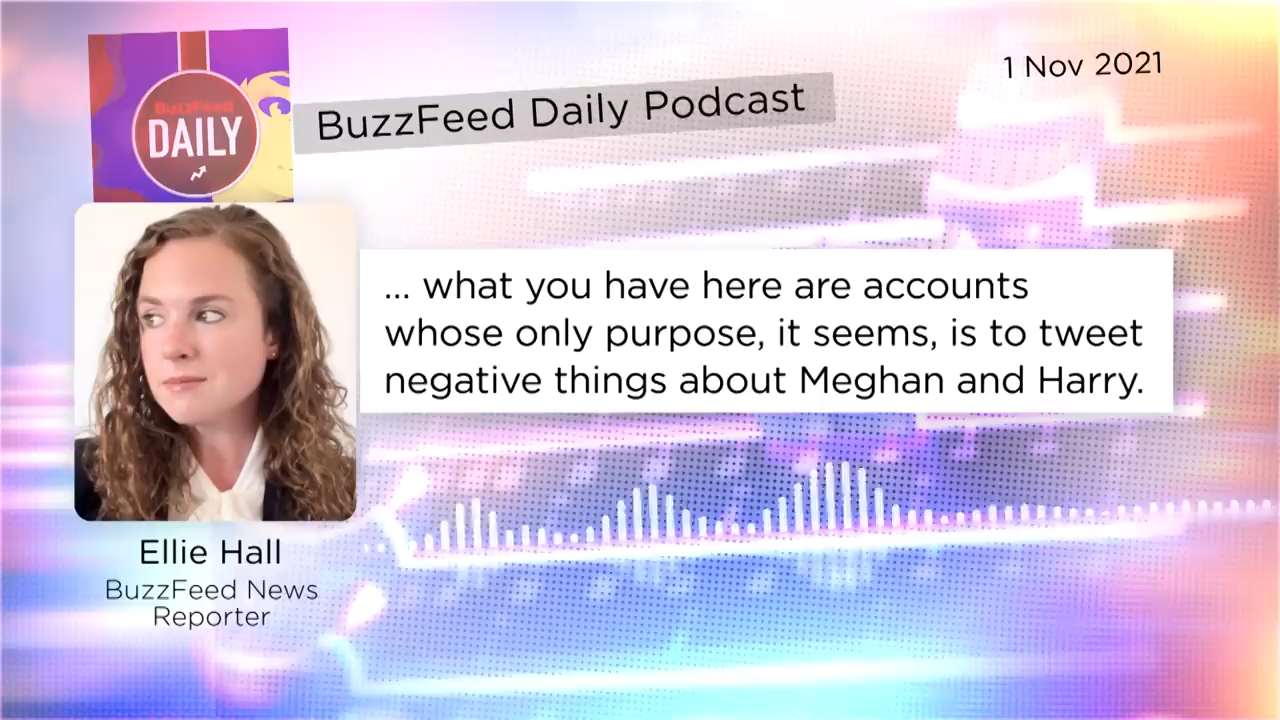 BuzzFeed
DAILY
BuzzFeed Daily Podcast
1 Nov 2021
... what you have here are accounts
whose only purpose, it seems, is to tweet
negative things about Meghan and Harry.
Ellie Hall
BuzzFeed News
Reporter